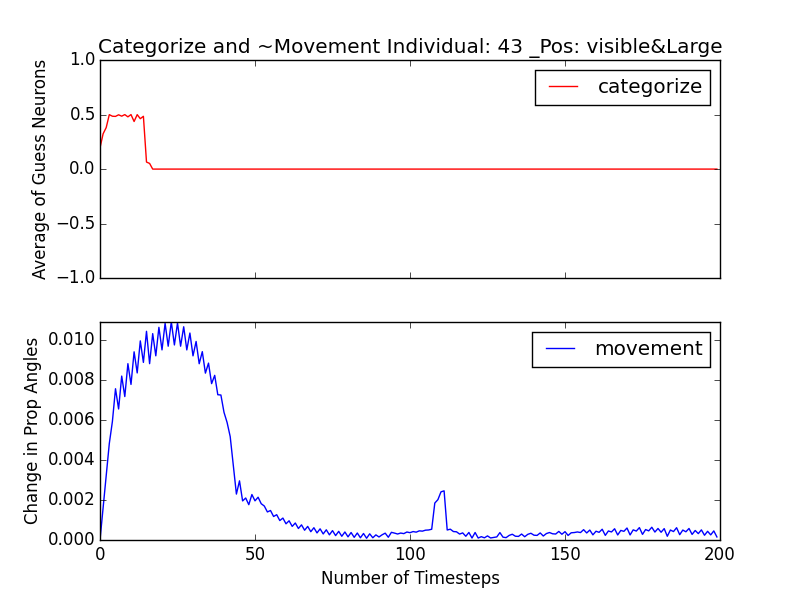 Categorize and ~Movement Individual: 43 _Pos: visible&Large
Average of Guess Neurons
1.0
0.5
0.0
−0.5
−1.0
categorize
Change in Prop Angles
0.010
0.008
0.006
0.004
0.002
0.000
movement
0 50 100 150 200
Number of Timesteps